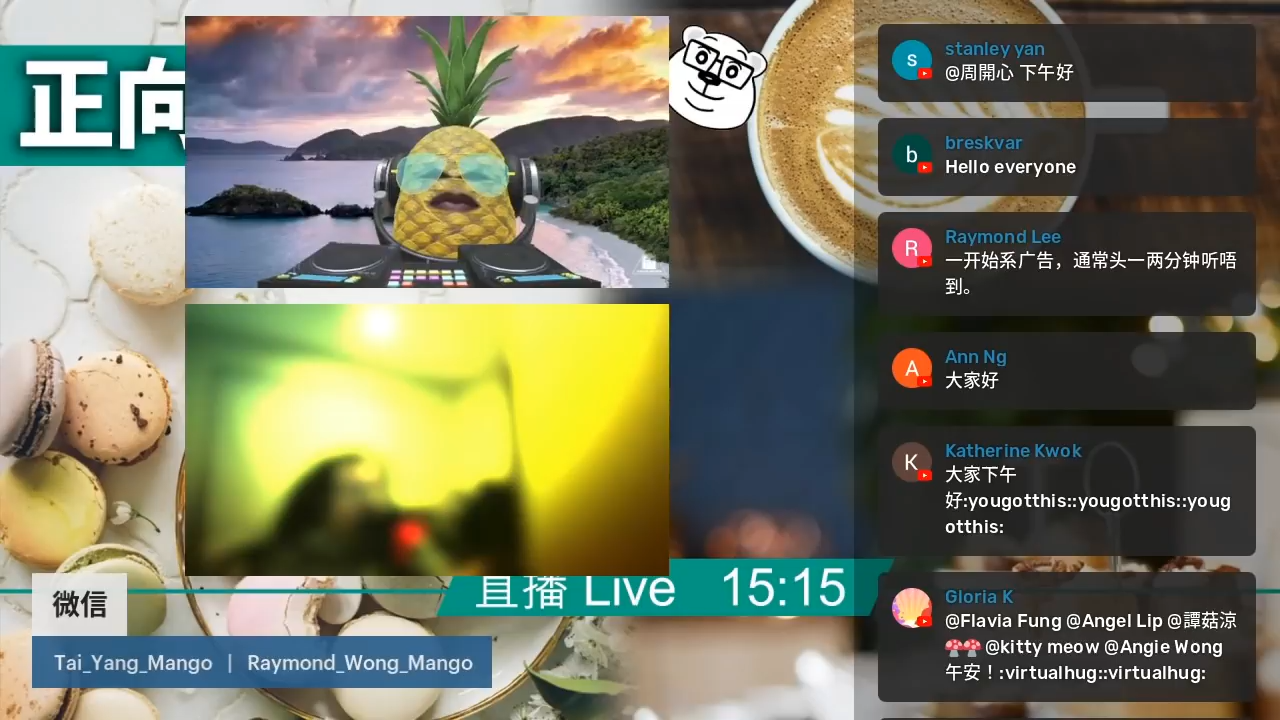 正向
stanley yan
@周開心 下午好
breskvar
Hello everyone
Raymond Lee
一开始系广告，通常头一两分钟听唔
到。
Ann Ng
大家好
Katherine Kwok
大家下午
好:yougotthis::yougotthis::youg
otthis:
Gloria K
@Flavia Fung @Angel Lip @譚菇涼
🍄🍄 @kitty meow @Angie Wong
午安！:virtualhug::virtualhug:
直播 Live 15:15
微信
Tai_Yang_Mango | Raymond_Wong_Mango
s
b
R
A
K